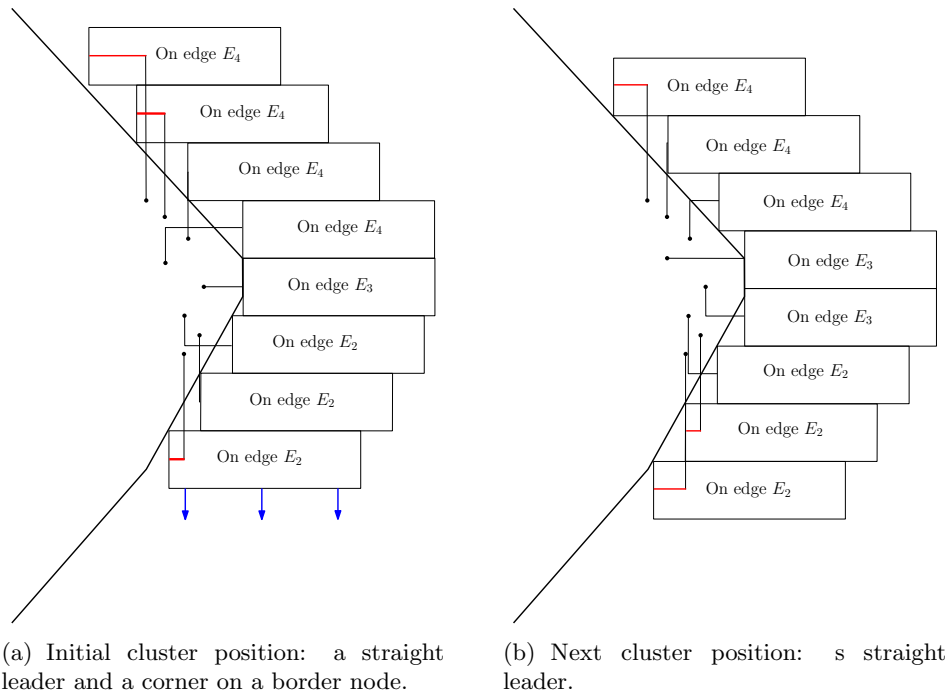 On edge E4
On edge E4
On edge E4
On edge E4
On edge E3
On edge E2
On edge E2
On edge E2
(a) Initial cluster position: a straight
leader and a corner on a border node.
On edge E4
On edge E4
On edge E4
On edge E3
On edge E3
On edge E2
On edge E2
On edge E2
(b) Next cluster position: s straight
leader.